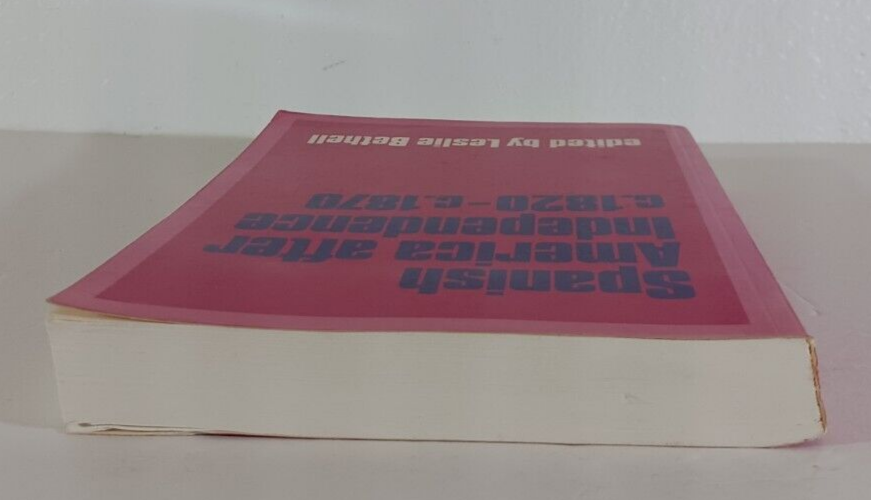 Spanish
America after
Independence
c.1820 - c.1870
edited by Leslie Bethell